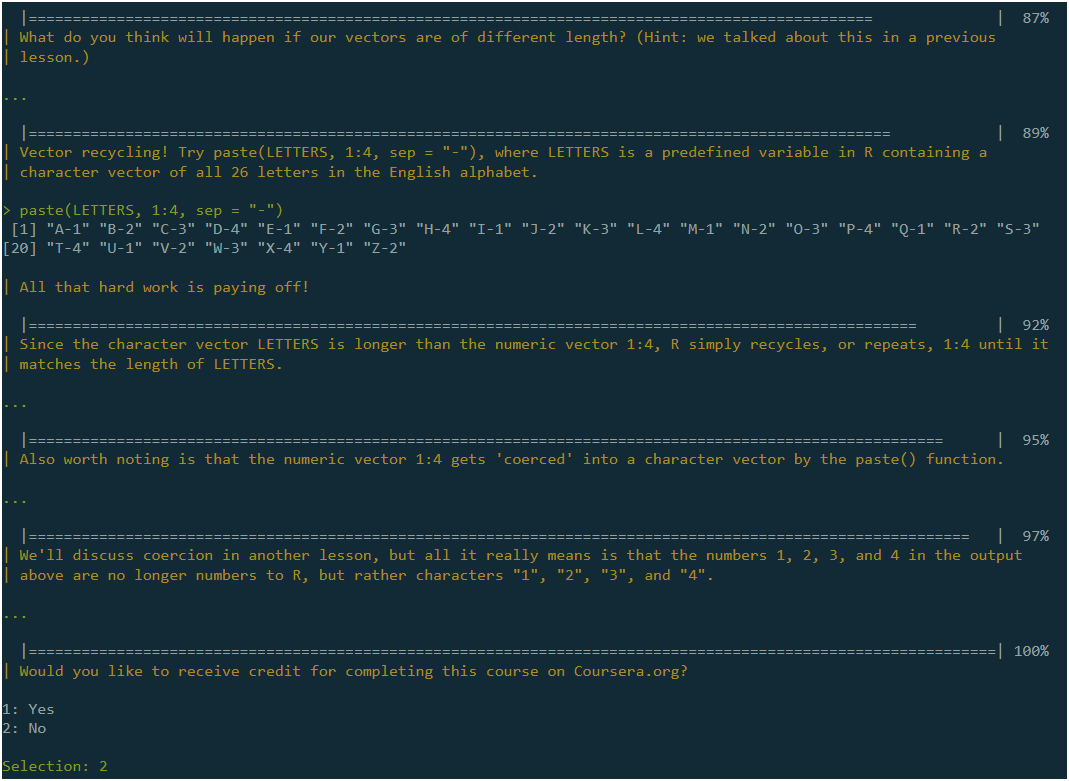 |================================================================================================            |  87%
| What do you think will happen if our vectors are of different length? (Hint: we talked about this in a previous
| lesson.)
...
|==================================================================================================          |  89%
| Vector recycling! Try paste(LETTERS, 1:4, sep = "-"), where LETTERS is a predefined variable in R containing a
| character vector of all 26 letters in the English alphabet.
> paste(LETTERS, 1:4, sep = "-")
[1] "A-1" "B-2" "C-3" "D-4" "E-1" "F-2" "G-3" "H-4" "I-1" "J-2" "K-3" "L-4" "M-1" "N-2" "O-3" "P-4" "Q-1" "R-2" "S-3"
[20] "T-4" "U-1" "V-2" "W-3" "X-4" "Y-1" "Z-2"
| All that hard work is paying off!
|=====================================================================================================       |  92%
| Since the character vector LETTERS is longer than the numeric vector 1:4, R simply recycles, or repeats, 1:4 until it
| matches the length of LETTERS.
...
|========================================================================================================    |  95%
| Also worth noting is that the numeric vector 1:4 gets 'coerced' into a character vector by the paste() function.
...
|===========================================================================================================   |  97%
| We'll discuss coercion in another lesson, but all it really means is that the numbers 1, 2, 3, and 4 in the output
| above are no longer numbers to R, but rather characters "1", "2", "3", and "4".
...
|==============================================================================================================| 100%
| Would you like to receive credit for completing this course on Coursera.org?
1: Yes
2: No
Selection: 2